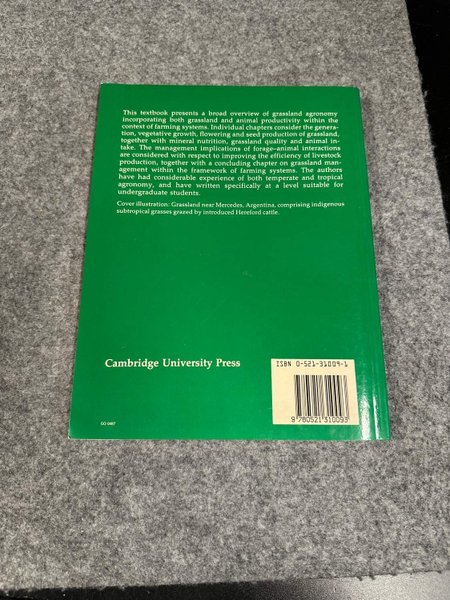 This textbook presents a broad overview of grassland agronomy
incorporating both grassland and animal productivity within the
context of farming systems. Individual chapters consider the genera-
tion, vegetative growth, flowering and seed production of grassland,
together with mineral nutrition, grassland quality and animal in-
take. The management implications of forage–animal interactions
are considered with respect to improving the efficiency of livestock
production, together with a concluding chapter on grassland man-
agement within the framework of farming systems. The authors
have had considerable experience of both temperate and tropical
agronomy, and have written specifically at a level suitable for
undergraduate students.
Cover illustration: Grassland near Mercedes, Argentina, comprising indigenous
subtropical grasses grazed by introduced Hereford cattle.
Cambridge University Press
ISBN 0-521-31009-1
9 780521 310093
GO 0487